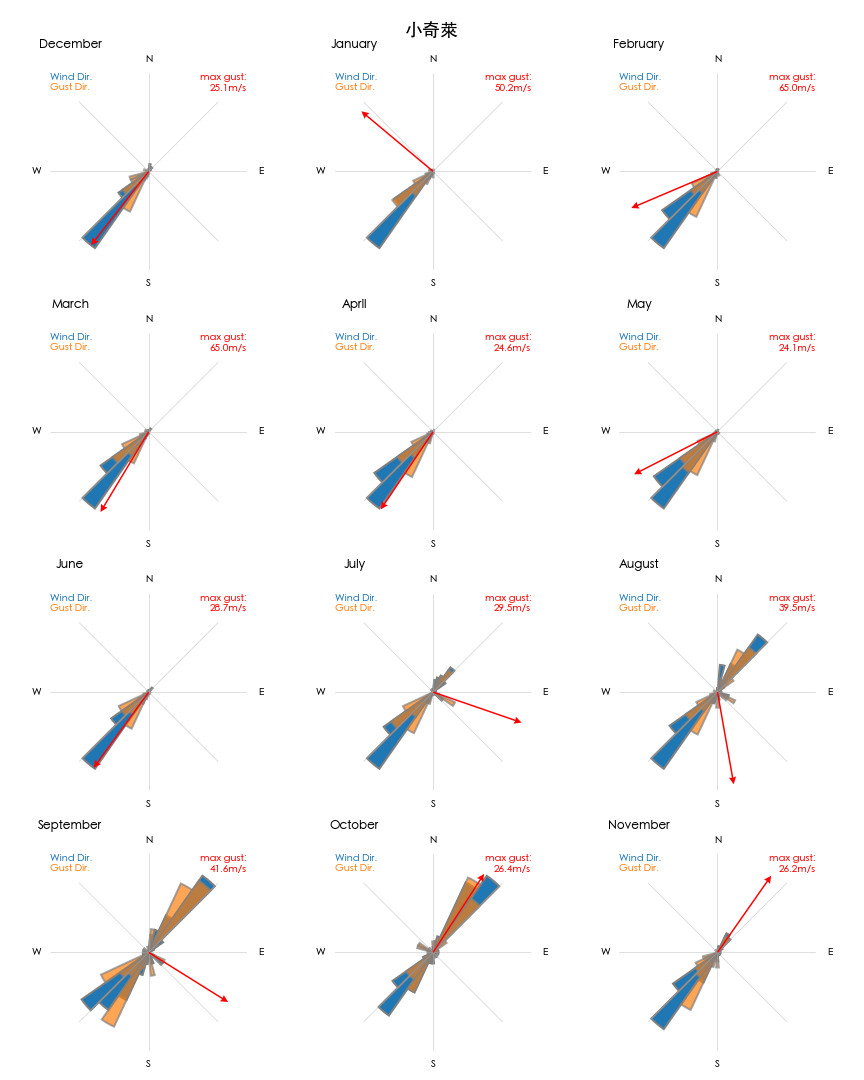 小奇萊
December
N
Wind Dir.
Gust Dir.
max gust:
25.1m/s
W
E
S
January
N
Wind Dir.
Gust Dir.
max gust:
50.2m/s
W
E
S
February
N
Wind Dir.
Gust Dir.
max gust:
65.0m/s
W
E
S
March
N
Wind Dir.
Gust Dir.
max gust:
65.0m/s
W
E
S
April
N
Wind Dir.
Gust Dir.
max gust:
24.6m/s
W
E
S
May
N
Wind Dir.
Gust Dir.
max gust:
24.1m/s
W
E
S
June
N
Wind Dir.
Gust Dir.
max gust:
28.7m/s
W
E
S
July
N
Wind Dir.
Gust Dir.
max gust:
29.5m/s
W
E
S
August
N
Wind Dir.
Gust Dir.
max gust:
39.5m/s
W
E
S
September
N
Wind Dir.
Gust Dir.
max gust:
41.6m/s
W
E
S
October
N
Wind Dir.
Gust Dir.
max gust:
26.4m/s
W
E
S
November
N
Wind Dir.
Gust Dir.
max gust:
26.2m/s
W
E
S